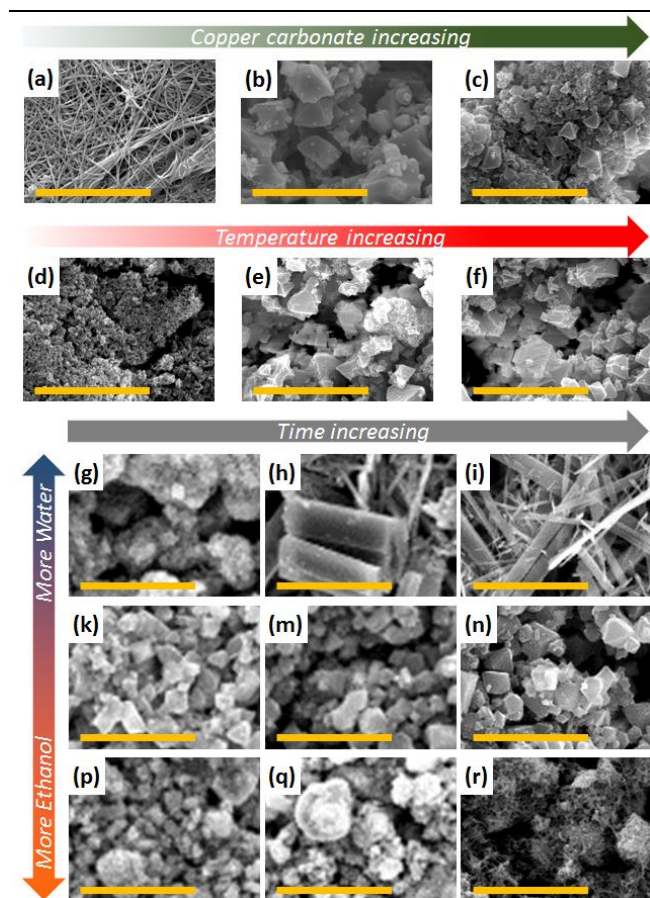 Copper carbonate increasing
(a)
(b)
(c)
Temperature increasing
(d)
(e)
(f)
Time increasing
More Water
More Ethanol
(g)
(h)
(i)
(k)
(m)
(n)
(p)
(q)
(r)